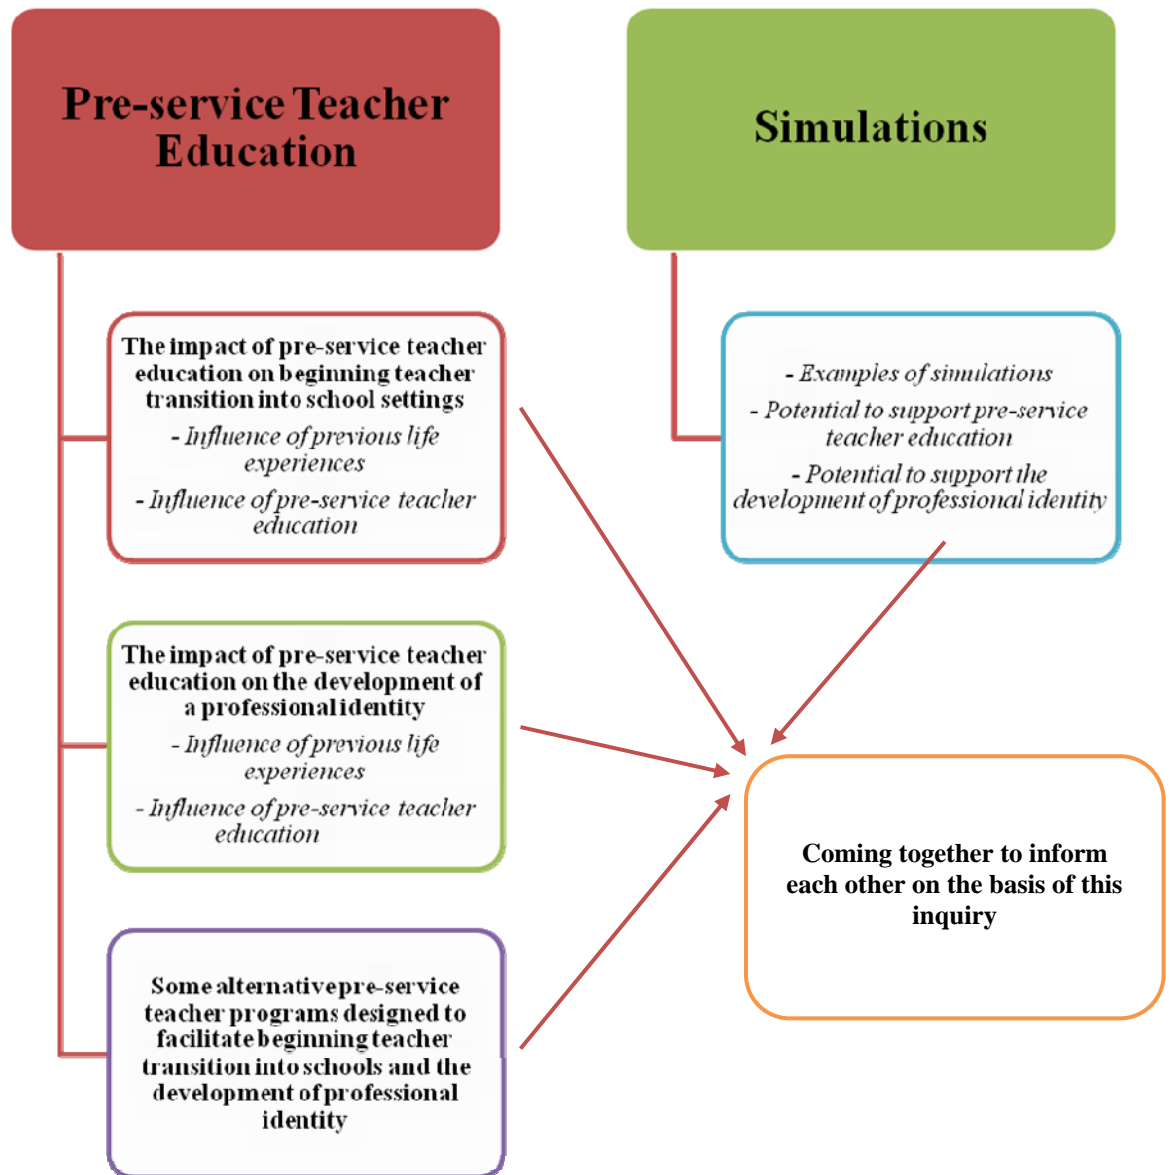 Pre-service Teacher
Education
Simulations
The impact of pre-service teacher
education on beginning teacher
transition into school settings
- Influence of previous life
experiences
- Influence of pre-service teacher
education
- Examples of simulations
- Potential to support pre-service
teacher education
- Potential to support the
development of professional identity
The impact of pre-service teacher
education on the development of
a professional identity
- Influence of previous life
experiences
- Influence of pre-service teacher
education
Coming together to inform
each other on the basis of this
inquiry
Some alternative pre-service
teacher programs designed to
facilitate beginning teacher
transition into schools and the
development of professional
identity